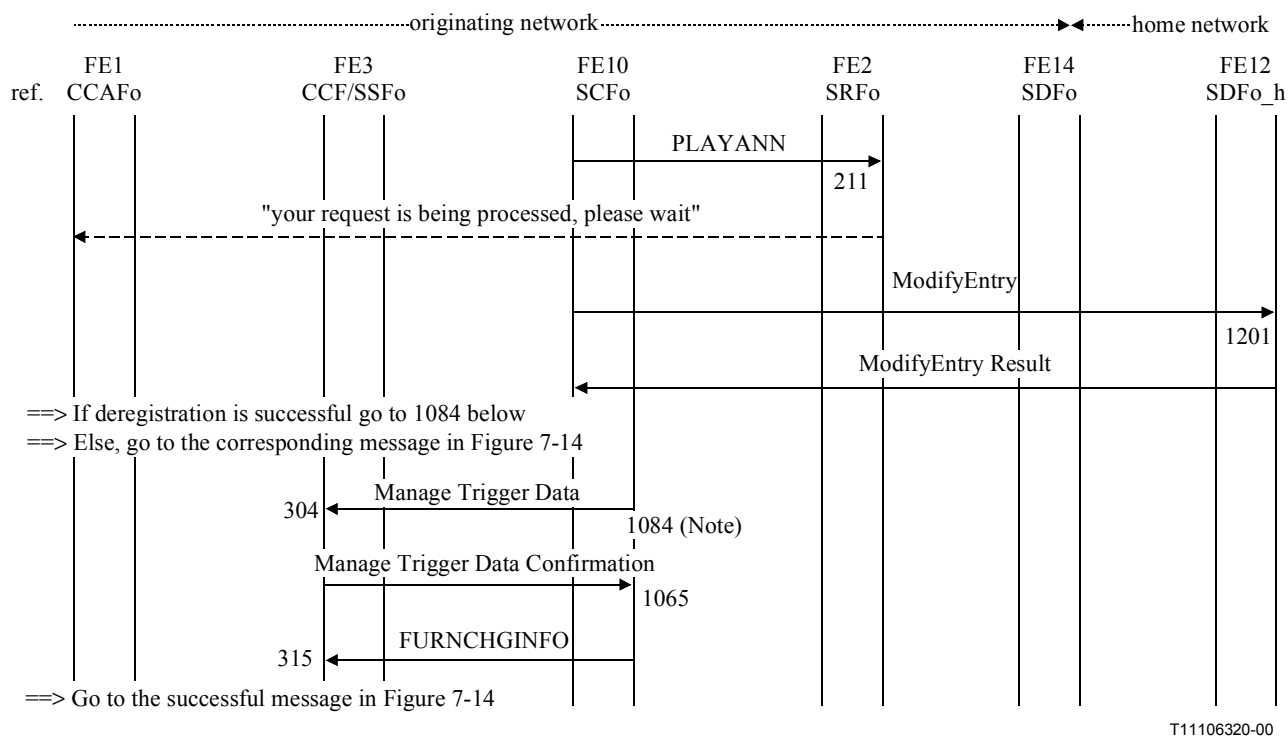 originating network
home network
FE1 FE3 FE10 FE2 FE14 FE12
ref. CCAFo CCF/SSFo SCFo SRFo SDFo SDFo_h
PLAYANN
211
"your request is being processed, please wait"
ModifyEntry
1201
ModifyEntry Result
==> If deregistration is successful go to 1084 below
==> Else, go to the corresponding message in Figure 7-14
Manage Trigger Data
304
1084 (Note)
Manage Trigger Data Confirmation
1065
FURNCHGINFO
315
==> Go to the successful message in Figure 7-14
T11106320-00